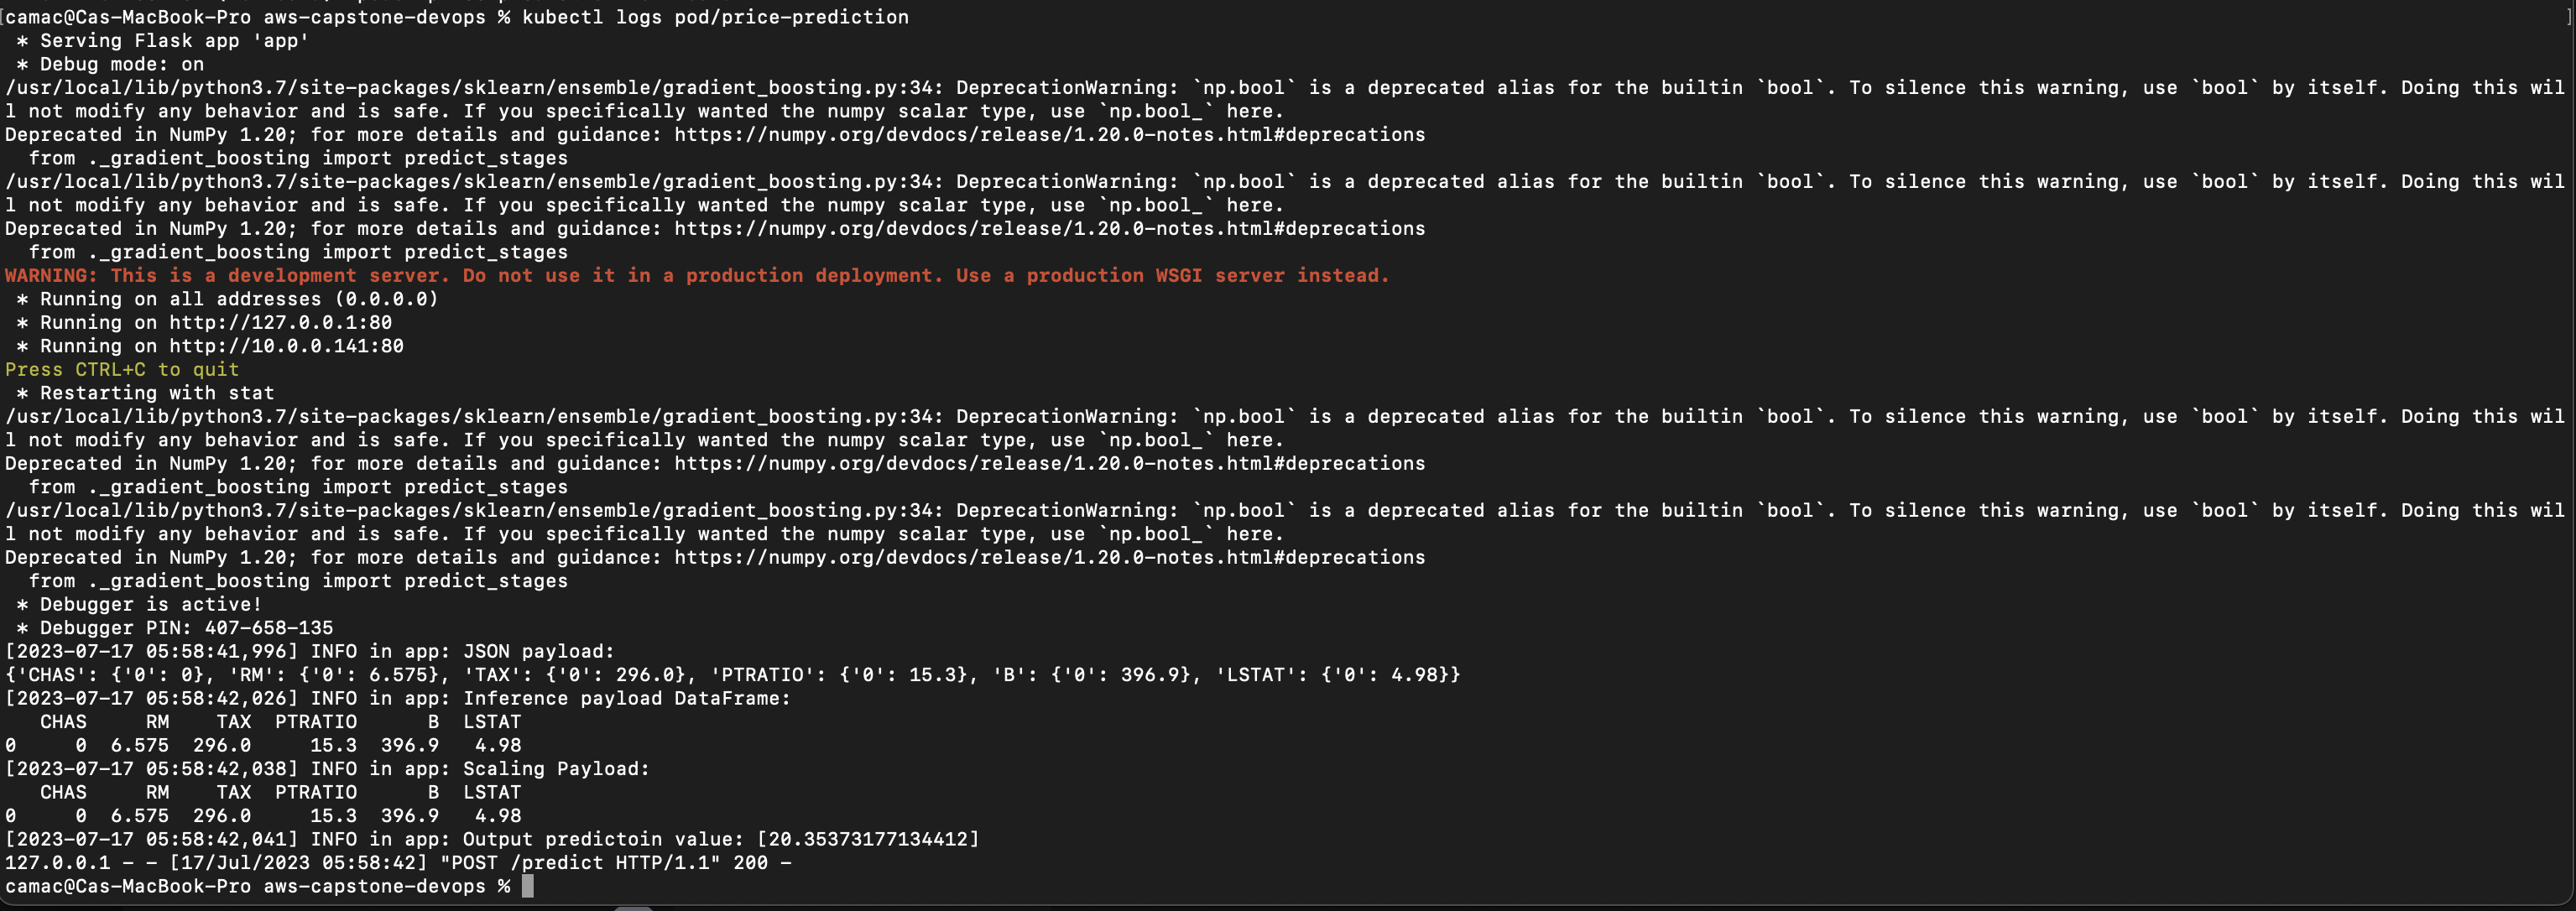 [camac@Cas-MacBook-Pro aws-capstone-devops % kubectl logs pod/price-prediction ]
 * Serving Flask app 'app'
 * Debug mode: on
/usr/local/lib/python3.7/site-packages/sklearn/ensemble/gradient_boosting.py:34: DeprecationWarning: `np.bool` is a deprecated alias for the builtin `bool`. To silence this warning, use `bool` by itself. Doing this wil
l not modify any behavior and is safe. If you specifically wanted the numpy scalar type, use `np.bool_` here.
Deprecated in NumPy 1.20; for more details and guidance: https://numpy.org/devdocs/release/1.20.0-notes.html#deprecations
  from ._gradient_boosting import predict_stages
/usr/local/lib/python3.7/site-packages/sklearn/ensemble/gradient_boosting.py:34: DeprecationWarning: `np.bool` is a deprecated alias for the builtin `bool`. To silence this warning, use `bool` by itself. Doing this wil
l not modify any behavior and is safe. If you specifically wanted the numpy scalar type, use `np.bool_` here.
Deprecated in NumPy 1.20; for more details and guidance: https://numpy.org/devdocs/release/1.20.0-notes.html#deprecations
  from ._gradient_boosting import predict_stages
WARNING: This is a development server. Do not use it in a production deployment. Use a production WSGI server instead.
 * Running on all addresses (0.0.0.0)
 * Running on http://127.0.0.1:80
 * Running on http://10.0.0.141:80
Press CTRL+C to quit
 * Restarting with stat
/usr/local/lib/python3.7/site-packages/sklearn/ensemble/gradient_boosting.py:34: DeprecationWarning: `np.bool` is a deprecated alias for the builtin `bool`. To silence this warning, use `bool` by itself. Doing this wil
l not modify any behavior and is safe. If you specifically wanted the numpy scalar type, use `np.bool_` here.
Deprecated in NumPy 1.20; for more details and guidance: https://numpy.org/devdocs/release/1.20.0-notes.html#deprecations
  from ._gradient_boosting import predict_stages
/usr/local/lib/python3.7/site-packages/sklearn/ensemble/gradient_boosting.py:34: DeprecationWarning: `np.bool` is a deprecated alias for the builtin `bool`. To silence this warning, use `bool` by itself. Doing this wil
l not modify any behavior and is safe. If you specifically wanted the numpy scalar type, use `np.bool_` here.
Deprecated in NumPy 1.20; for more details and guidance: https://numpy.org/devdocs/release/1.20.0-notes.html#deprecations
  from ._gradient_boosting import predict_stages
 * Debugger is active!
 * Debugger PIN: 407-658-135
[2023-07-17 05:58:41,996] INFO in app: JSON payload:
{'CHAS': {'0': 0}, 'RM': {'0': 6.575}, 'TAX': {'0': 296.0}, 'PTRATIO': {'0': 15.3}, 'B': {'0': 396.9}, 'LSTAT': {'0': 4.98}}
[2023-07-17 05:58:42,026] INFO in app: Inference payload DataFrame:
   CHAS     RM    TAX  PTRATIO      B  LSTAT
0     0  6.575  296.0     15.3  396.9   4.98
[2023-07-17 05:58:42,038] INFO in app: Scaling Payload:
   CHAS     RM    TAX  PTRATIO      B  LSTAT
0     0  6.575  296.0     15.3  396.9   4.98
[2023-07-17 05:58:42,041] INFO in app: Output predictoin value: [20.35373177134412]
127.0.0.1 - - [17/Jul/2023 05:58:42] "POST /predict HTTP/1.1" 200 -
camac@Cas-MacBook-Pro aws-capstone-devops %